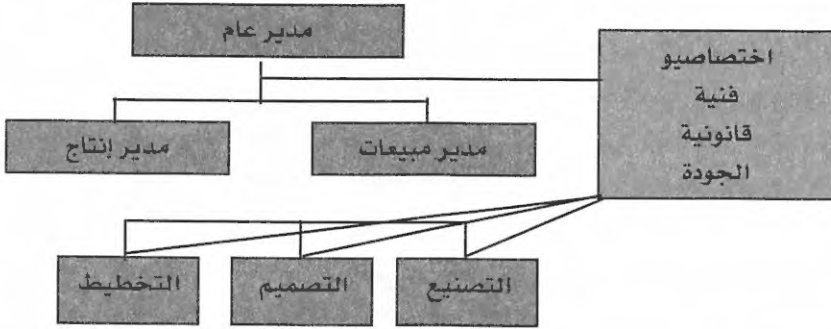 مدير عام
اختصاصيو
فنية
قانونية
الجودة
مدير مبيعات
مدير إنتاج
التصنيع
التصميم
التخطيط